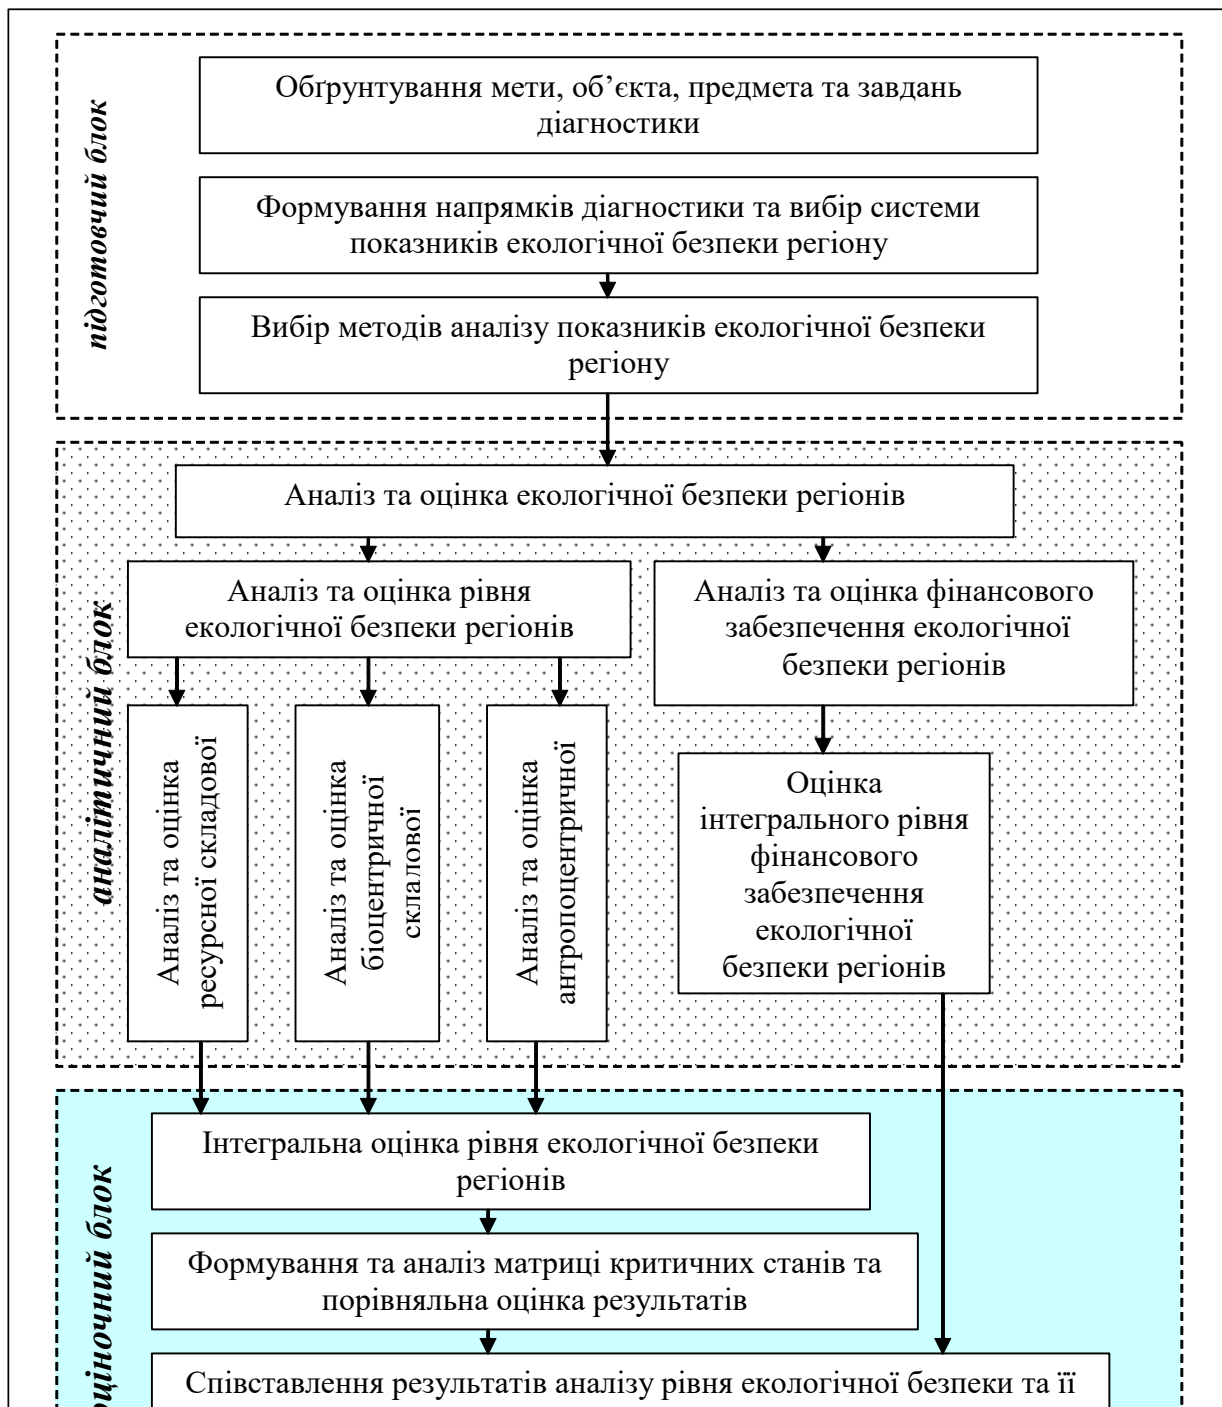 підготовчий блок
Обґрунтування мети, об’єкта, предмета та завдань
діагностики
Формування напрямків діагностики та вибір системи
показників екологічної безпеки регіону
Вибір методів аналізу показників екологічної безпеки
регіону
аналітичний блок
Аналіз та оцінка екологічної безпеки регіонів
Аналіз та оцінка рівня
екологічної безпеки регіонів
Аналіз та оцінка фінансового
забезпечення екологічної
безпеки регіонів
Аналіз та оцінка
ресурсної складової
Аналіз та оцінка
біоцентричної
склалової
Аналіз та оцінка
антропоцентричної
Оцінка
інтегрального рівня
фінансового
забезпечення
екологічної
безпеки регіонів
оціночний блок
Інтегральна оцінка рівня екологічної безпеки
регіонів
Формування та аналіз матриці критичних станів та
порівняльна оцінка результатів
Співставлення результатів аналізу рівня екологічної безпеки та її